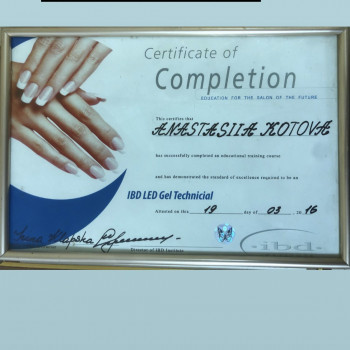 Certificate of
Completion
EDUCATION FOR THE SALON OF THE FUTURE
This certifies that
ANASTASIIA KOTOVA
has successfully completed an educational training course
and has demonstrated the standard of excellence required to be an
IBD LED Gel Technicial
Attested on this 19 day of 03 20 16
Director of IBD Institute
ibd